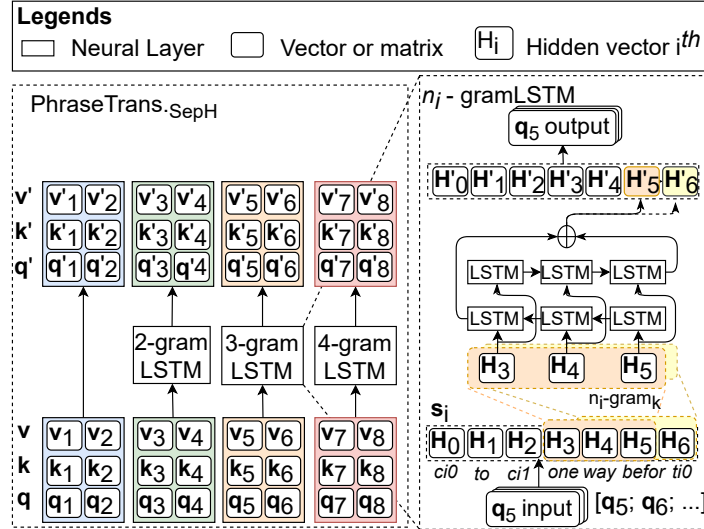 Legends
Neural Layer Vector or matrix Hᵢ Hidden vector iᵗʰ
PhraseTrans.SepH
v' v'1 v'2 v'3 v'4 v'5 v'6 v'7 v'8
k' k'1 k'2 k'3 k'4 k'5 k'6 k'7 k'8
q' q'1 q'2 q'3 q'4 q'5 q'6 q'7 q'8
2-gram LSTM
3-gram LSTM
4-gram LSTM
v v1 v2 v3 v4 v5 v6 v7 v8
k k1 k2 k3 k4 k5 k6 k7 k8
q q1 q2 q3 q4 q5 q6 q7 q8
nᵢ - gramLSTM
q5 output
H'0 H'1 H'2 H'3 H'4 H'5 H'6
LSTM LSTM LSTM
LSTM LSTM LSTM
H3 H4 H5
nᵢ-gramₖ
sᵢ
H0 H1 H2 H3 H4 H5 H6
ci0 to ci1 one way befor ti0
q5 input [q5; q6; ...]